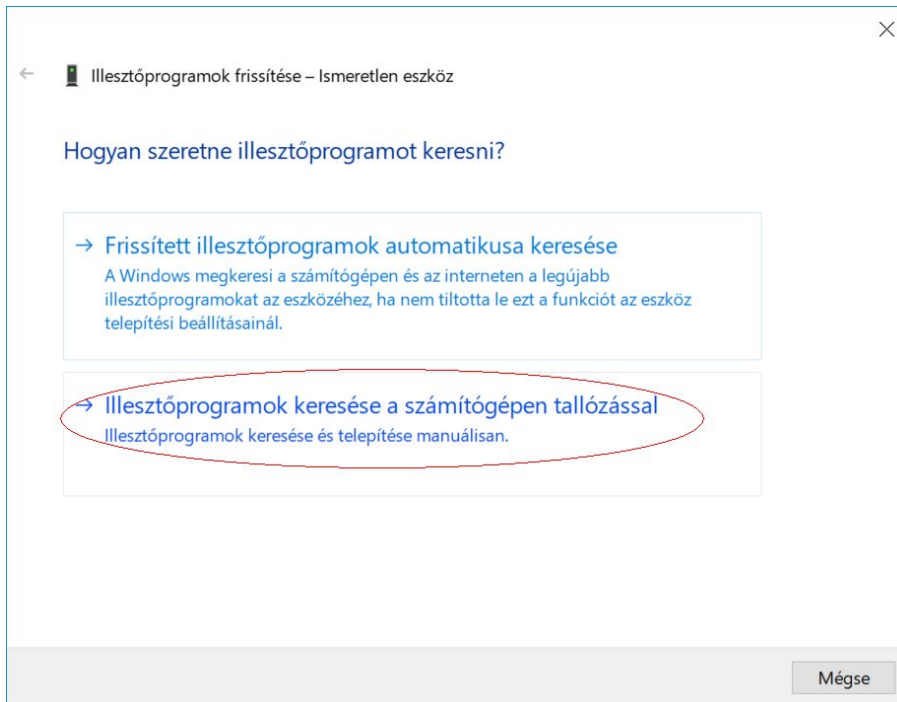 Illesztőprogramok frissítése – Ismeretlen eszköz
Hogyan szeretne illesztőprogramot keresni?
→ Frissített illesztőprogramok automatikusa keresése
A Windows megkeresi a számítógépen és az interneten a legújabb
illesztőprogramokat az eszközéhez, ha nem tiltotta le ezt a funkciót az eszköz
telepítési beállításainál.
→ Illesztőprogramok keresése a számítógépen tallózással
Illesztőprogramok keresése és telepítése manuálisan.
Mégse